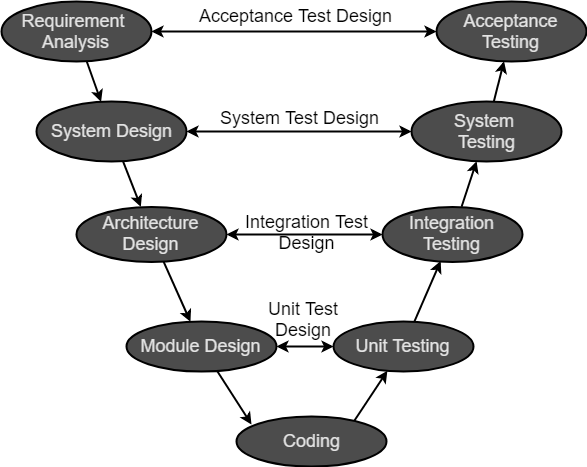 Requirement
Analysis
Acceptance Test Design
Acceptance
Testing
System Design
System Test Design
System
Testing
Architecture
Design
Integration Test
Design
Integration
Testing
Unit Test
Design
Module Design
Unit Testing
Coding